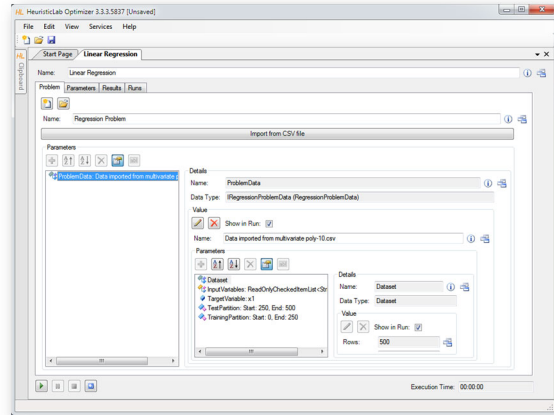 HL HeuristicLab Optimizer 3.3.3.5837 [Unsaved]
File Edit View Services Help
Start Page Linear Regression
HL Clipboard
Name: Linear Regression
Problem Parameters Results Runs
Name: Regression Problem
Import from CSV file
Parameters
ProblemData: Data imported from multivariate p
Details
Name: ProblemData
Data Type: IRegressionProblemData (RegressionProblemData)
Value
Show in Run:
Name: Data imported from multivariate poly-10.csv
Parameters
Dataset
InputVariables: ReadOnlyCheckedItemList<Str
TargetVariable: x1
TestPartition: Start: 250, End: 500
TrainingPartition: Start: 0, End: 250
Details
Name: Dataset
Data Type: Dataset
Value
Show in Run:
Rows: 500
Execution Time: 00:00:00